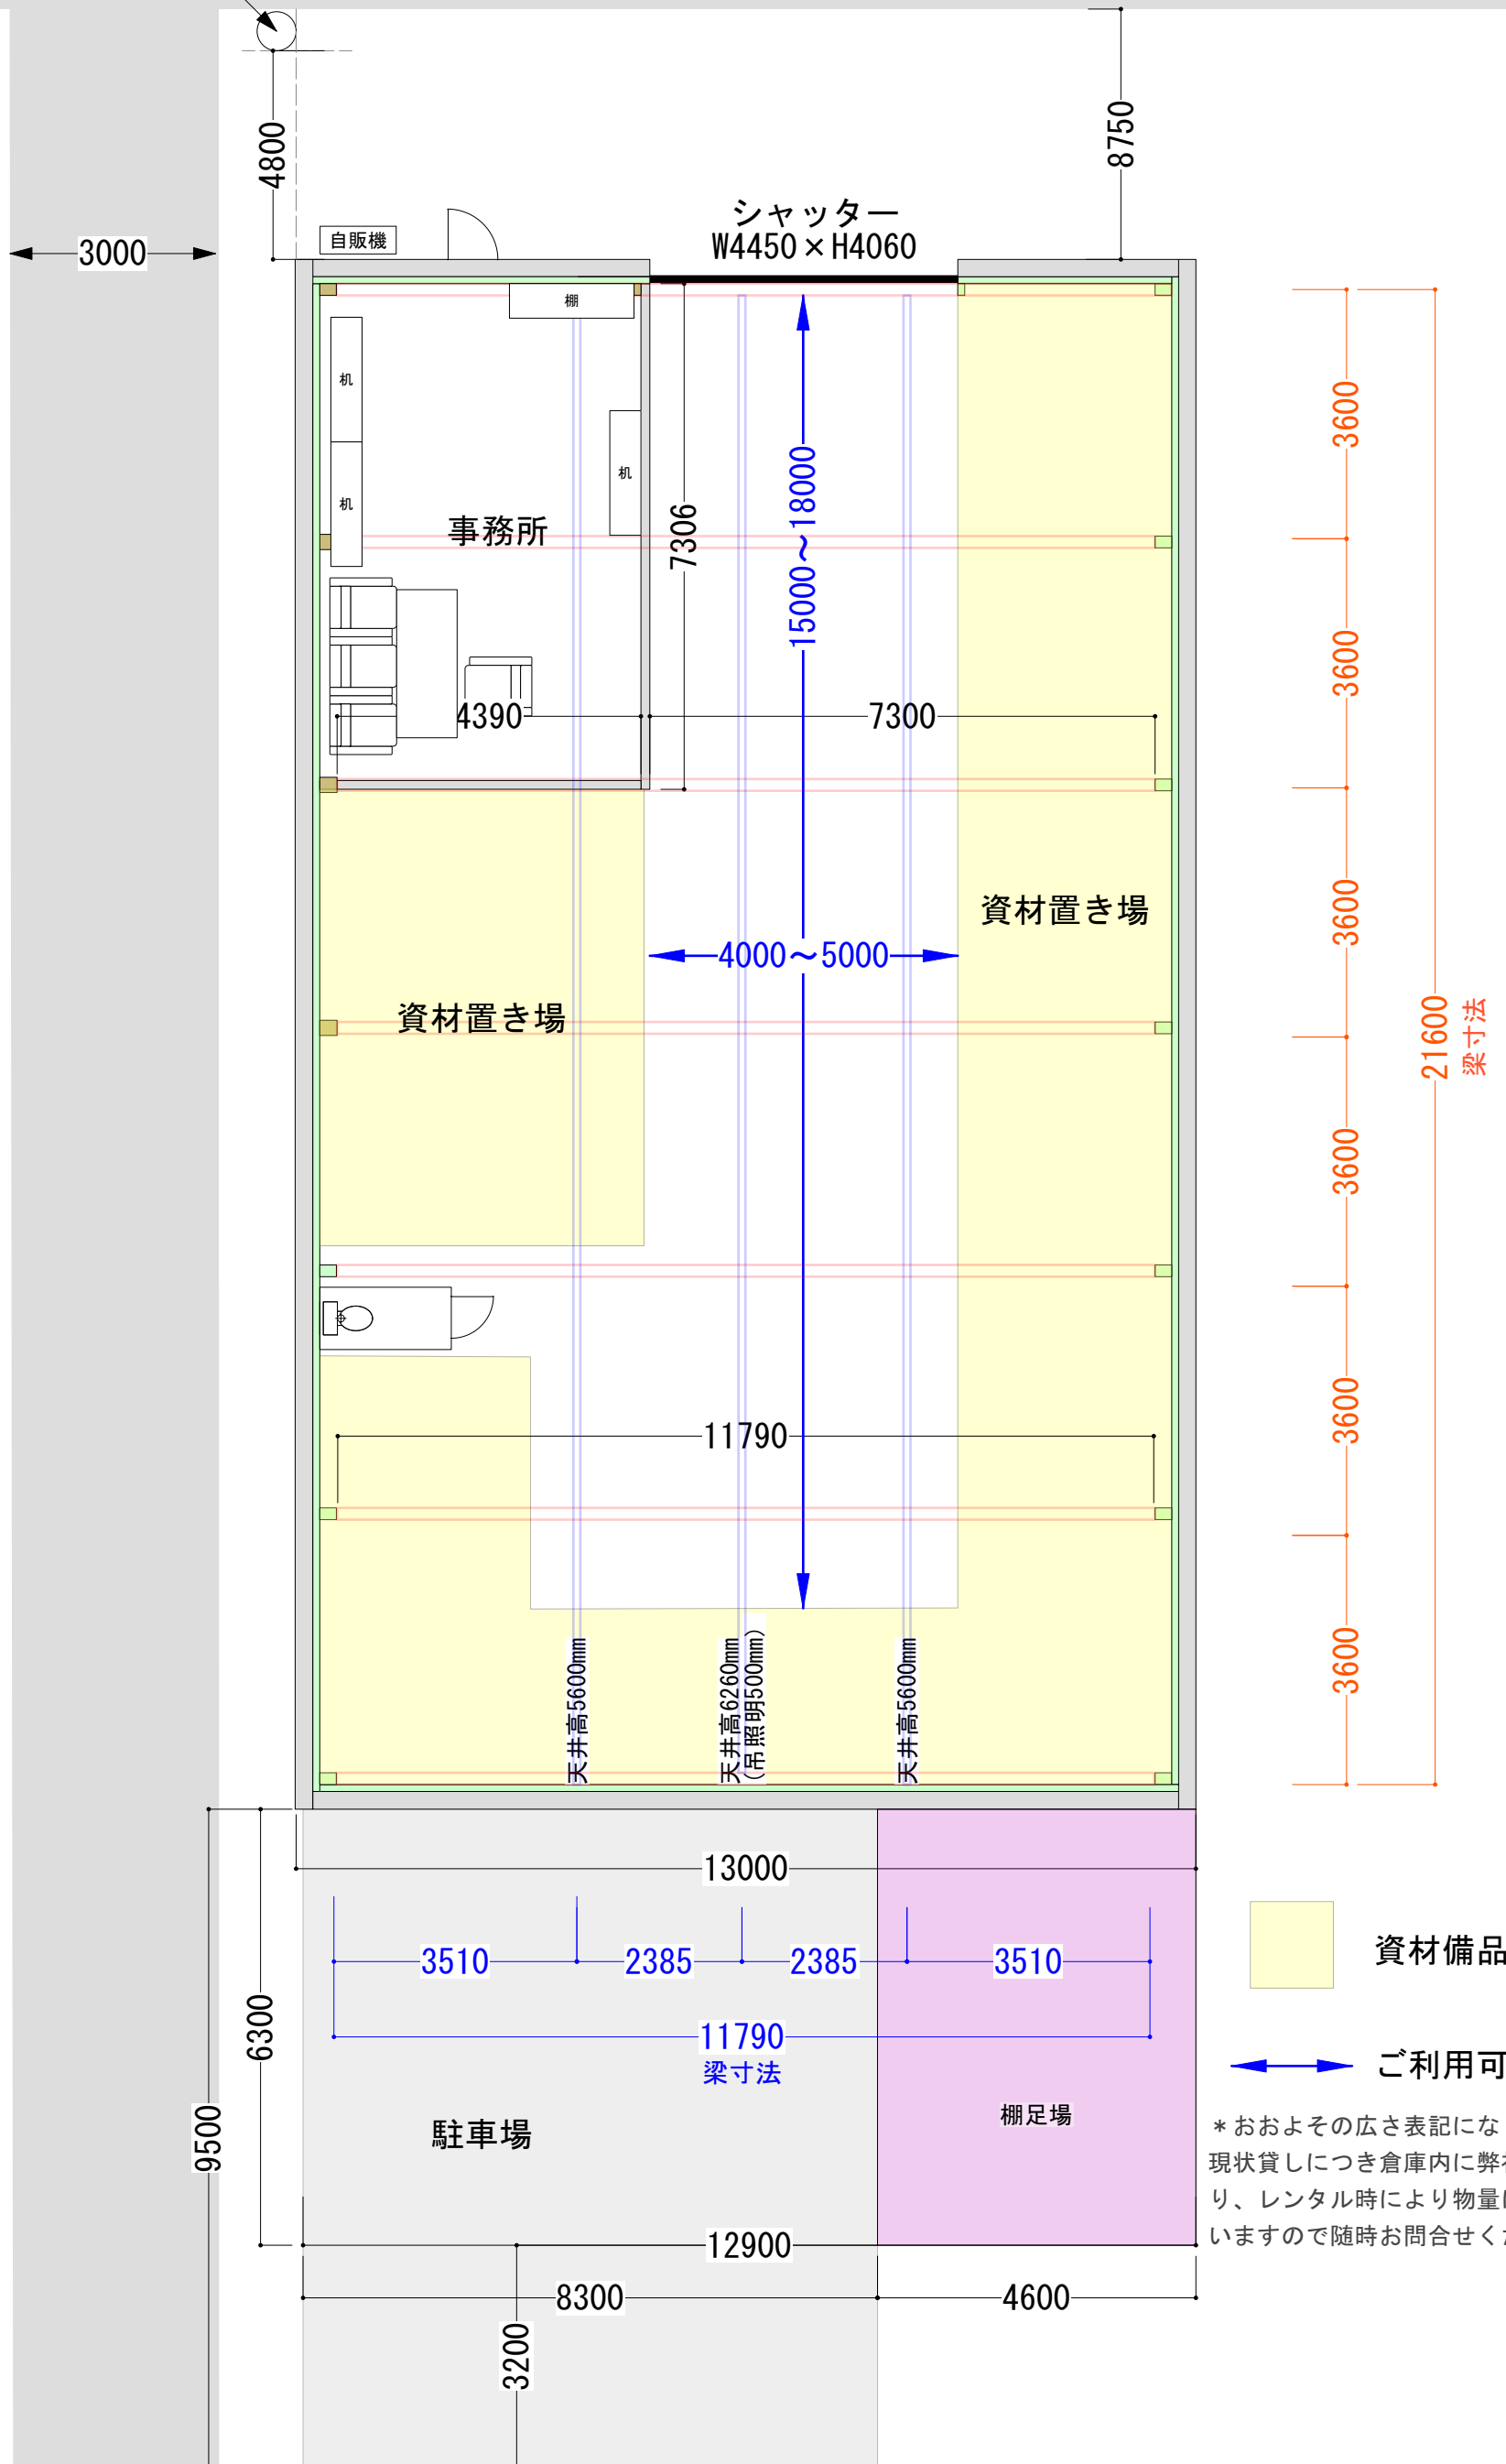 4800
8750
3000
自販機
シャッター
W4450×H4060
棚
机
机
机
事務所
7306
15000～18000
4390
7300
3600
3600
3600
3600
3600
3600
21600
梁寸法
資材置き場
4000～5000
資材置き場
11790
天井高5600mm
天井高6260mm
(吊照明500mm)
天井高5600mm
13000
3510
2385
2385
3510
11790
梁寸法
6300
9500
駐車場
棚足場
12900
8300
4600
3200
資材備品
ご利用可
＊おおよその広さ表記にな
現状貸しにつき倉庫内に弊
り、レンタル時により物量
いますので随時お問合せく